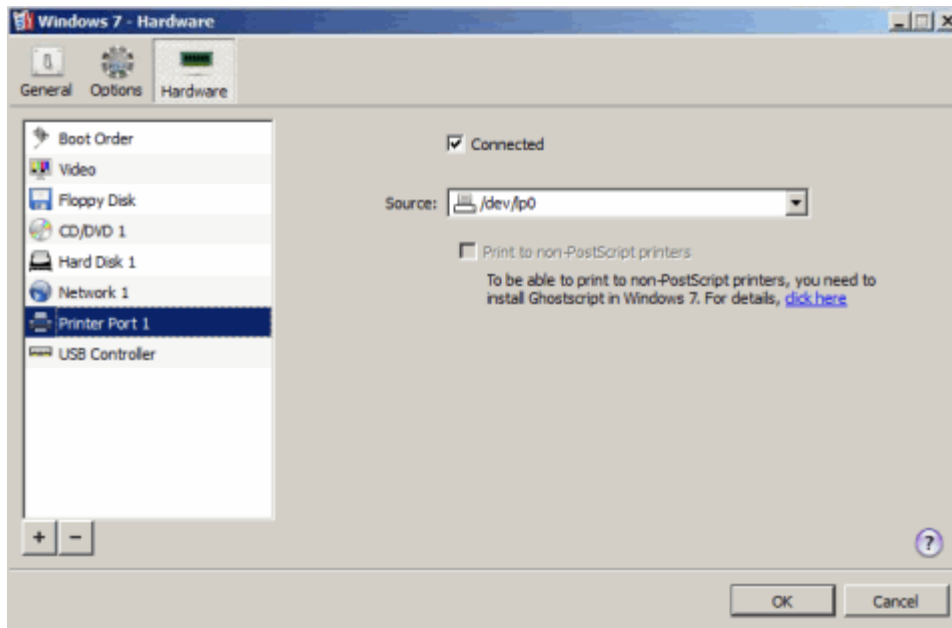 Windows 7 - Hardware
General Options Hardware
Boot Order
Video
Floppy Disk
CD/DVD 1
Hard Disk 1
Network 1
Printer Port 1
USB Controller
+ -
Connected
Source: /dev/lp0
Print to non-PostScript printers
To be able to print to non-PostScript printers, you need to
install Ghostscript in Windows 7. For details, click here
?
OK Cancel